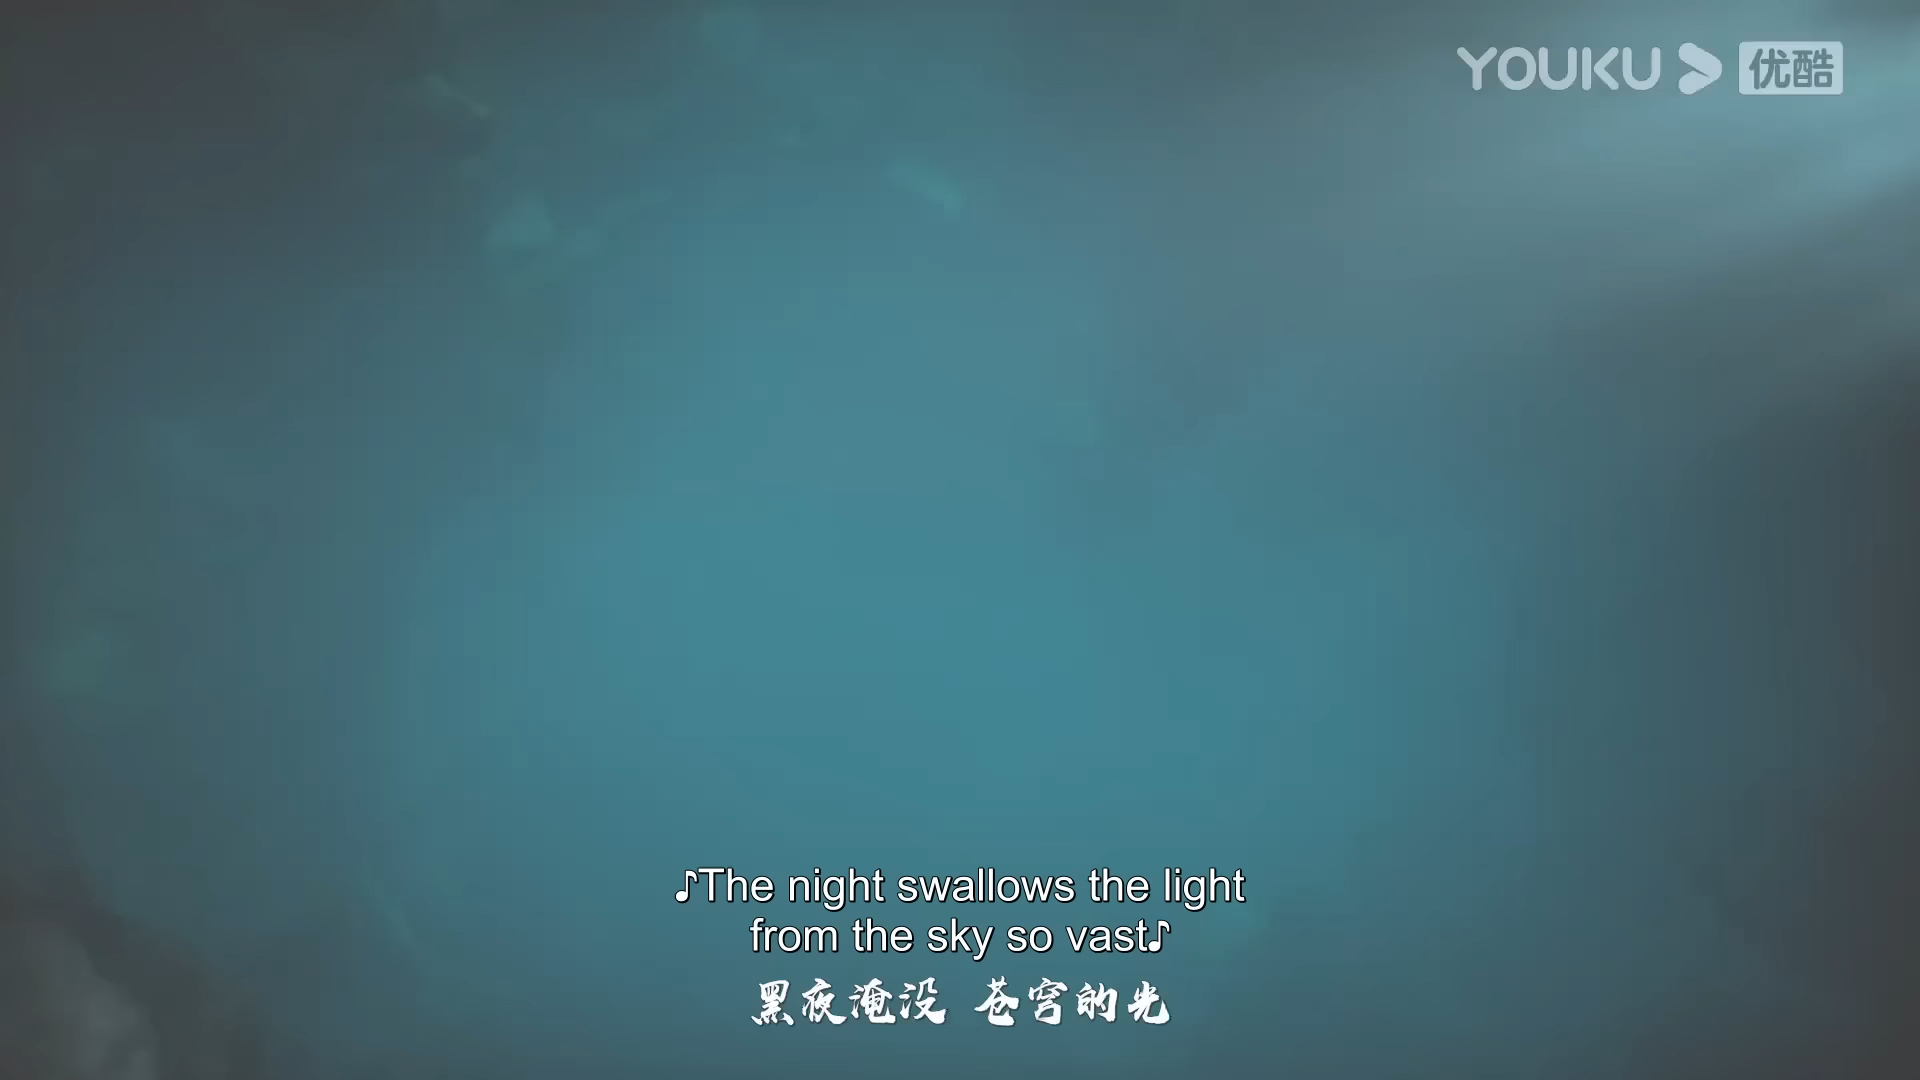 YOUKU 优酷
♪The night swallows the light
from the sky so vast♪
黑夜淹没 苍穹的光